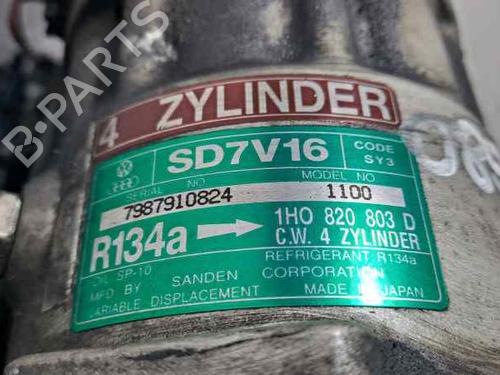 4 ZYLINDER
SD7V16
CODE
SY3
SERIAL NO
MODEL NO
7987910824
1100
R134a
1H0 820 803 D
C.W. 4 ZYLINDER
REFRIGERANT R134a
OIL SP-10
MFD BY SANDEN CORPORATION
VARIABLE DISPLACEMENT MADE IN JAPAN
B-PARTS